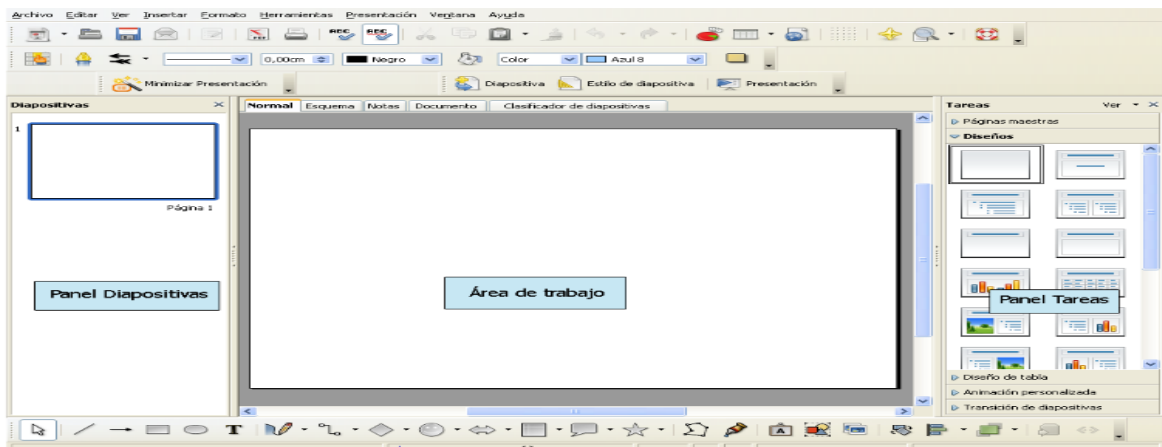 Archivo Editar Ver Insertar Formato Herramientas Presentación Ventana Ayuda
0,00cm Negro Color Azul 8
Minimizar Presentación Diapositiva Estilo de diapositiva Presentación
Diapositivas
Normal Esquema Notas Documento Clasificador de diapositivas
Tareas Ver
Páginas maestras
Diseños
1
Página 1
Panel Diapositivas
Área de trabajo
Panel Tareas
Diseño de tabla
Animación personalizada
Transición de diapositivas